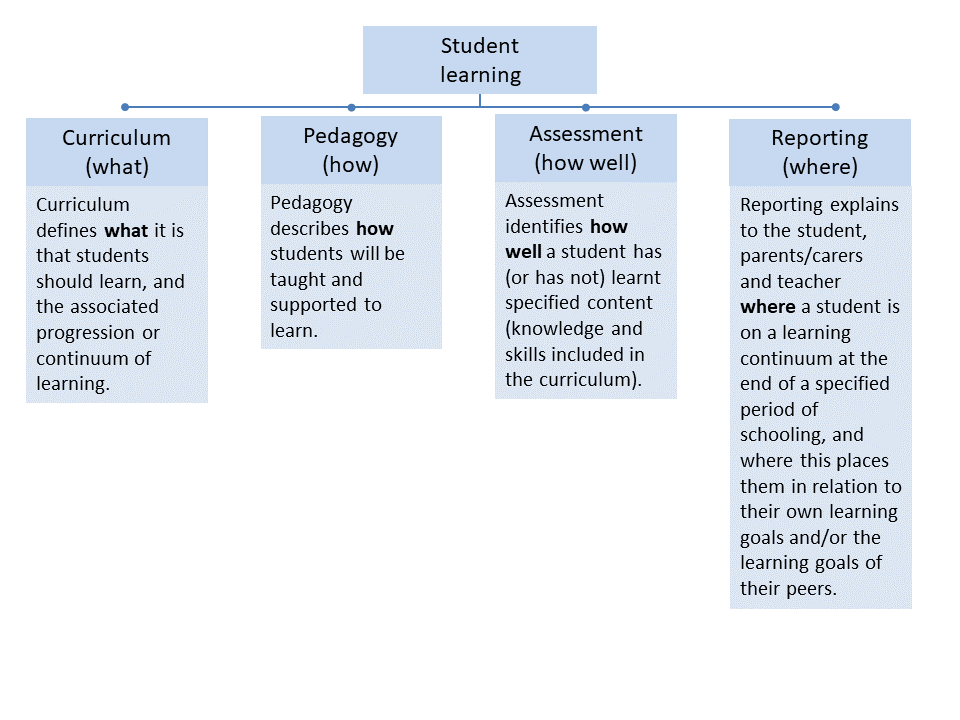 Student
learning
Curriculum
(what)
Curriculum
defines what it is
that students
should learn, and
the associated
progression or
continuum of
learning.
Pedagogy
(how)
Pedagogy
describes how
students will be
taught and
supported to
learn.
Assessment
(how well)
Assessment
identifies how
well a student has
(or has not) learnt
specified content
(knowledge and
skills included in
the curriculum).
Reporting
(where)
Reporting explains
to the student,
parents/carers
and teacher
where a student is
on a learning
continuum at the
end of a specified
period of
schooling, and
where this places
them in relation to
their own learning
goals and/or the
learning goals of
their peers.